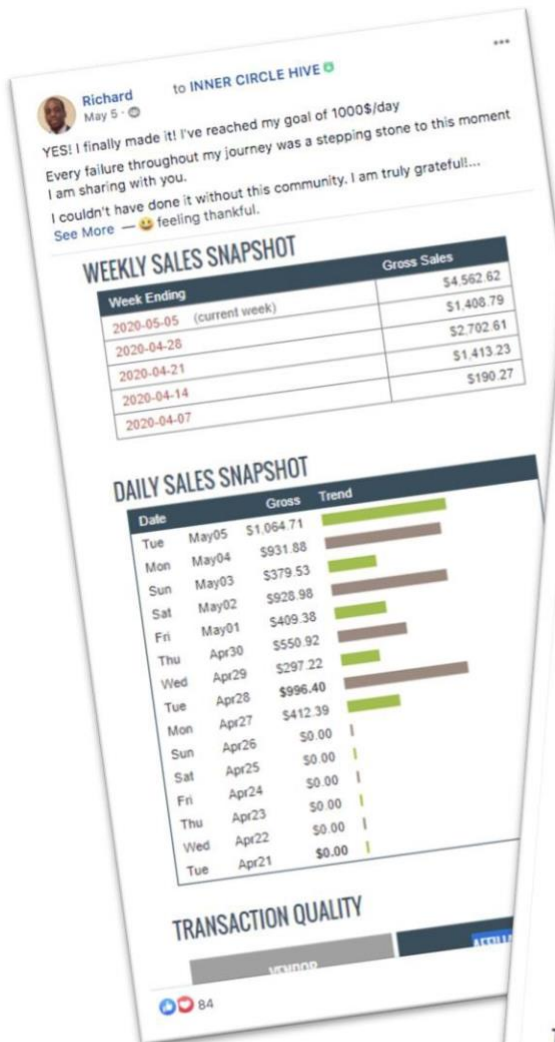 Richard to INNER CIRCLE HIVE
May 5 ·
YES! I finally made it! I've reached my goal of 1000$/day
Every failure throughout my journey was a stepping stone to this moment
I am sharing with you.
I couldn't have done it without this community. I am truly grateful!...
See More — feeling thankful.
WEEKLY SALES SNAPSHOT
Week Ending Gross Sales
2020-05-05 (current week) $4,562.62
2020-04-28 $1,408.79
2020-04-21 $2,702.61
2020-04-14 $1,413.23
2020-04-07 $190.27
DAILY SALES SNAPSHOT
Date Gross Trend
Tue May05 $1,064.71
Mon May04 $931.88
Sun May03 $379.53
Sat May02 $928.98
Fri May01 $409.38
Thu Apr30 $550.92
Wed Apr29 $297.22
Tue Apr28 $996.40
Mon Apr27 $412.39
Sun Apr26 $0.00
Sat Apr25 $0.00
Fri Apr24 $0.00
Thu Apr23 $0.00
Wed Apr22 $0.00
Tue Apr21 $0.00
TRANSACTION QUALITY
VENDOR
84